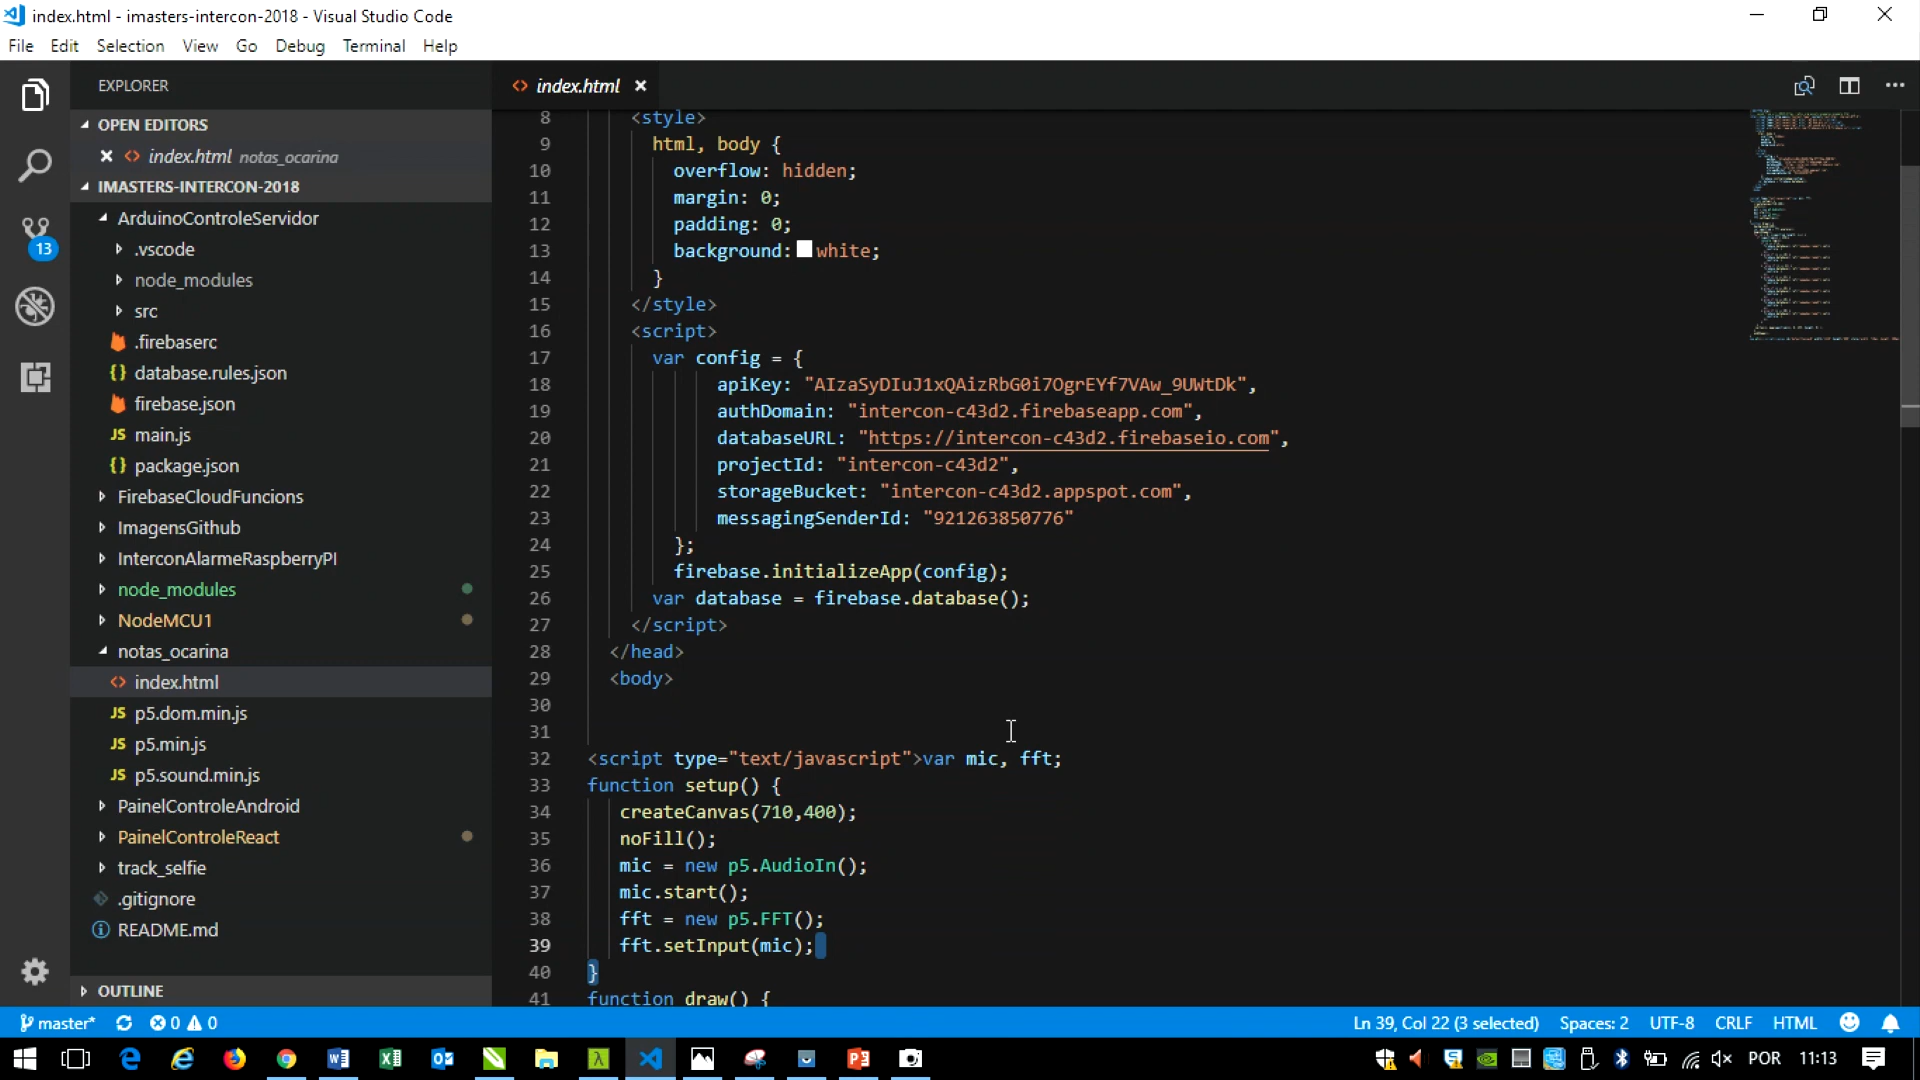 index.html - imasters-intercon-2018 - Visual Studio Code
File Edit Selection View Go Debug Terminal Help
EXPLORER
OPEN EDITORS
index.html notas_ocarina
IMASTERS-INTERCON-2018
ArduinoControleServidor
.vscode
node_modules
src
.firebaserc
{} database.rules.json
firebase.json
JS main.js
{} package.json
FirebaseCloudFuncions
ImagensGithub
InterconAlarmeRaspberryPI
node_modules
NodeMCU1
notas_ocarina
<> index.html
JS p5.dom.min.js
JS p5.min.js
JS p5.sound.min.js
PainelControleAndroid
PainelControleReact
track_selfie
.gitignore
README.md
OUTLINE
13
<> index.html
8 <style>
9 html, body {
10 overflow: hidden;
11 margin: 0;
12 padding: 0;
13 background: white;
14 }
15 </style>
16 <script>
17 var config = {
18 apiKey: "AIzaSyDIuJ1xQAizRbG0i7OgrEYf7VAw_9UWtDk",
19 authDomain: "intercon-c43d2.firebaseapp.com",
20 databaseURL: "https://intercon-c43d2.firebaseio.com",
21 projectId: "intercon-c43d2",
22 storageBucket: "intercon-c43d2.appspot.com",
23 messagingSenderId: "921263850776"
24 };
25 firebase.initializeApp(config);
26 var database = firebase.database();
27 </script>
28 </head>
29 <body>
30
31
32 <script type="text/javascript">var mic, fft;
33 function setup() {
34 createCanvas(710,400);
35 noFill();
36 mic = new p5.AudioIn();
37 mic.start();
38 fft = new p5.FFT();
39 fft.setInput(mic);
40 }
41 function draw() {
master* 0 0 Ln 39, Col 22 (3 selected) Spaces: 2 UTF-8 CRLF HTML
POR 11:13